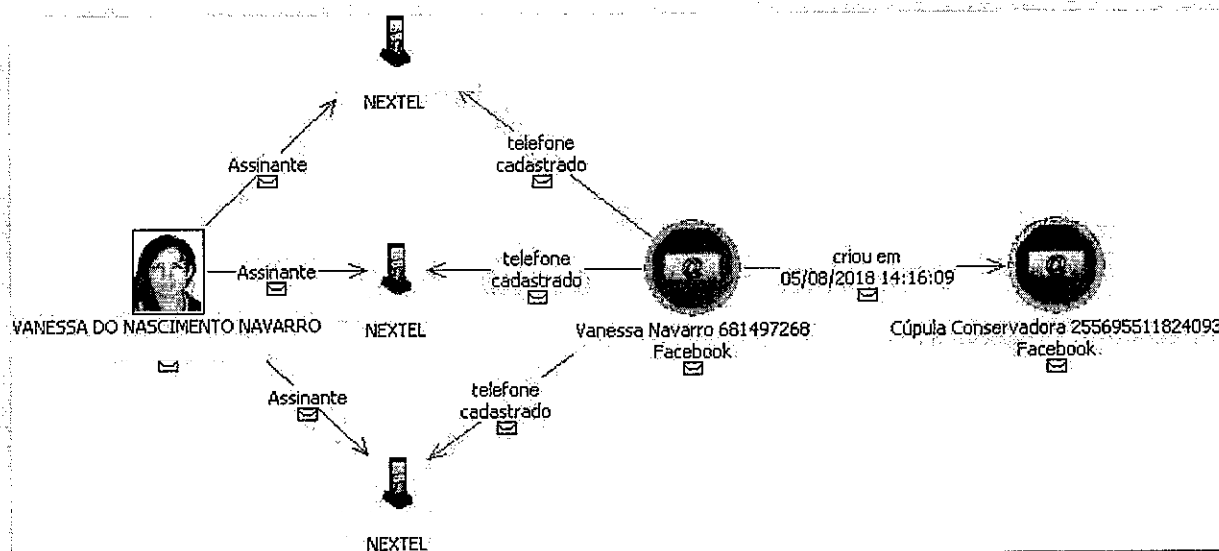 NEXTEL
telefone
cadastrado
Assinante
Assinante
telefone
cadastrado
@
criou em
05/08/2018 14:16:09
@
VANESSA DO NASCIMENTO NAVARRO
NEXTEL
Vanessa Navarro 681497268
Facebook
Cúpula Conservadora 255695511824093
Facebook
Assinante
telefone
cadastrado
NEXTEL